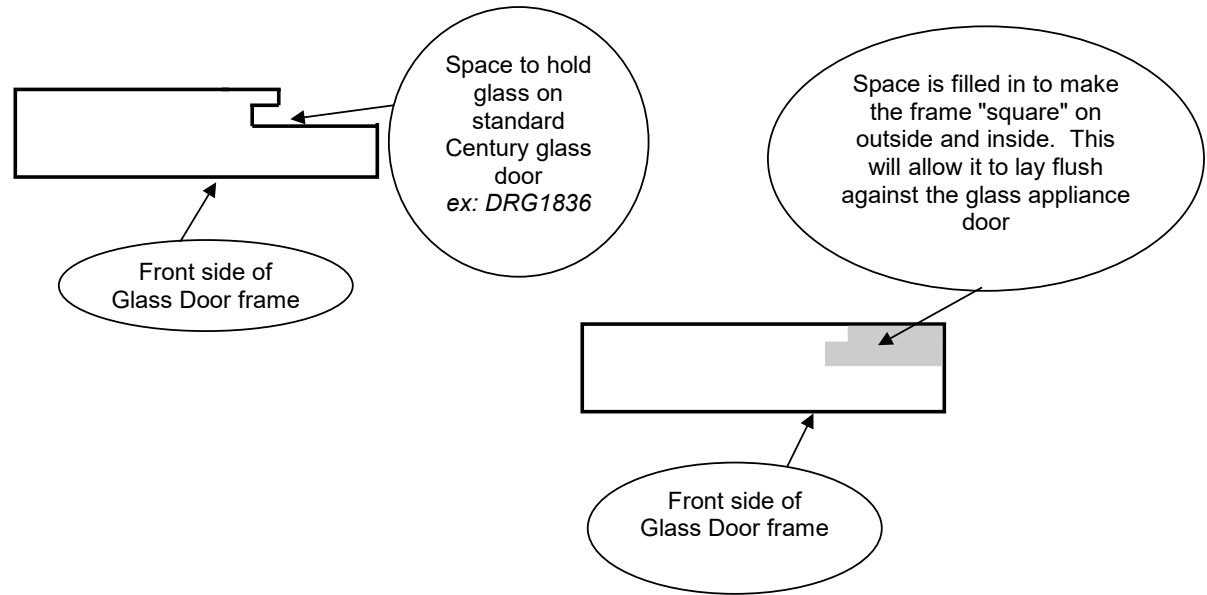 Space to hold
glass on
standard
Century glass
door
ex: DRG1836
Space is filled in to make
the frame "square" on
outside and inside.  This
will allow it to lay flush
against the glass appliance
door
Front side of
Glass Door frame
Front side of
Glass Door frame